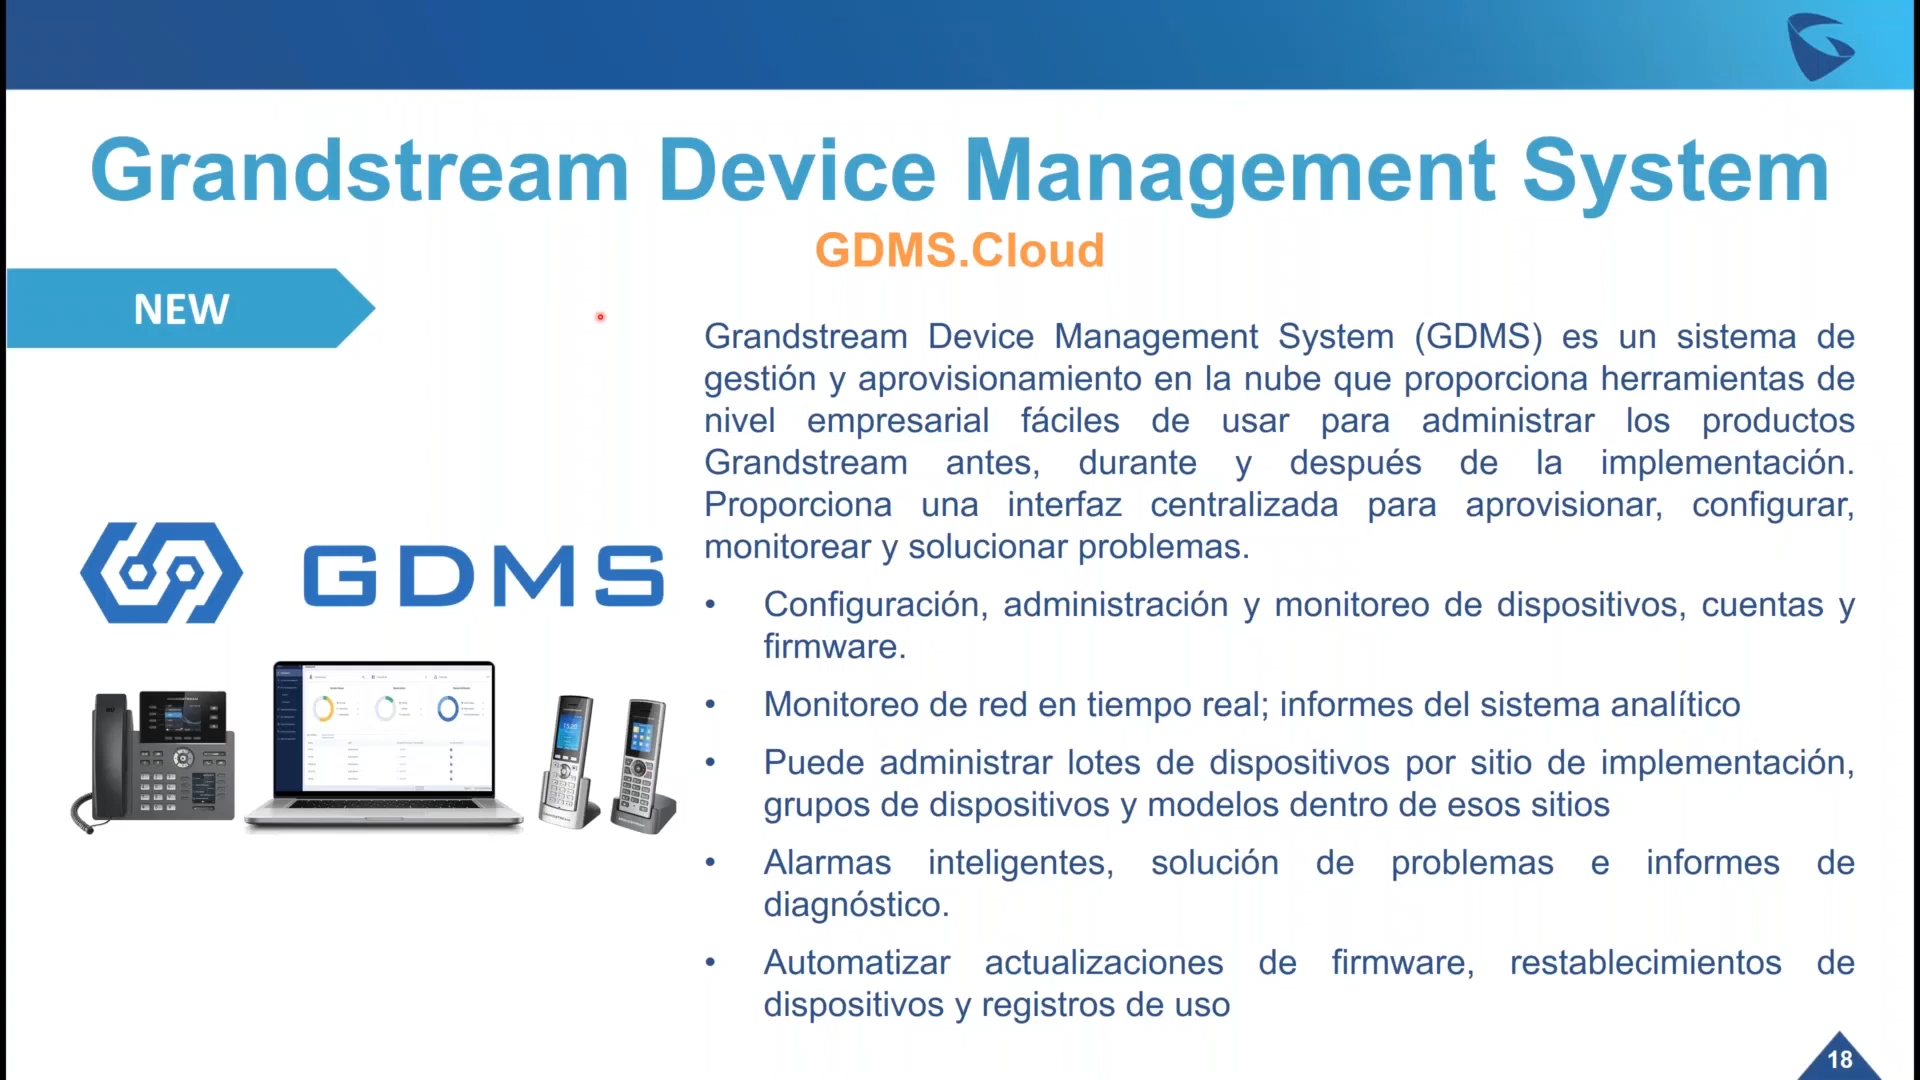 Grandstream Device Management System
GDMS.Cloud
NEW
Grandstream Device Management System (GDMS) es un sistema de
gestión y aprovisionamiento en la nube que proporciona herramientas de
nivel empresarial fáciles de usar para administrar los productos
Grandstream antes, durante y después de la implementación.
Proporciona una interfaz centralizada para aprovisionar, configurar,
monitorear y solucionar problemas.
GDMS
• Configuración, administración y monitoreo de dispositivos, cuentas y
firmware.
• Monitoreo de red en tiempo real; informes del sistema analítico
• Puede administrar lotes de dispositivos por sitio de implementación,
grupos de dispositivos y modelos dentro de esos sitios
• Alarmas inteligentes, solución de problemas e informes de
diagnóstico.
• Automatizar actualizaciones de firmware, restablecimientos de
dispositivos y registros de uso
18